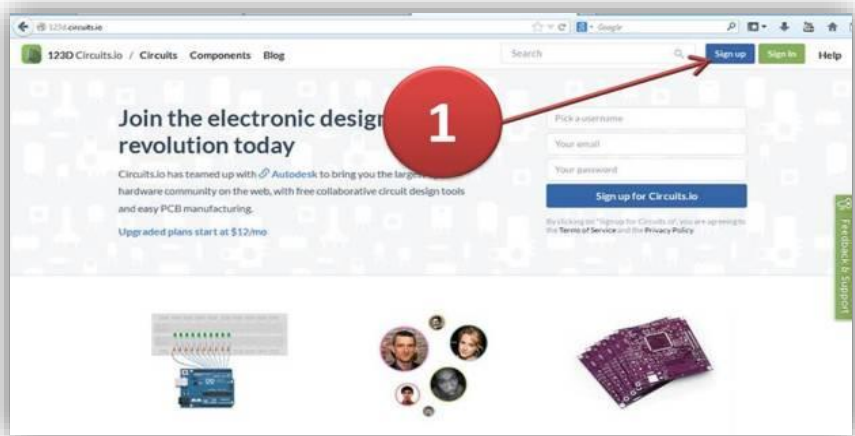 123d.circuits.io
Google
123D Circuits.io / Circuits Components Blog
Search
Sign up
Sign In
Help
1
Join the electronic desig
revolution today
Circuits.io has teamed up with Autodesk to bring you the larges
hardware community on the web, with free collaborative circuit design tools
and easy PCB manufacturing.
Upgraded plans start at $12/mo
Pick a username
Your email
Your password
Sign up for Circuits.io
By clicking on "Sign up for Circuits.io", you are agreeing to
the Terms of Service and the Privacy Policy
Feedback & Support